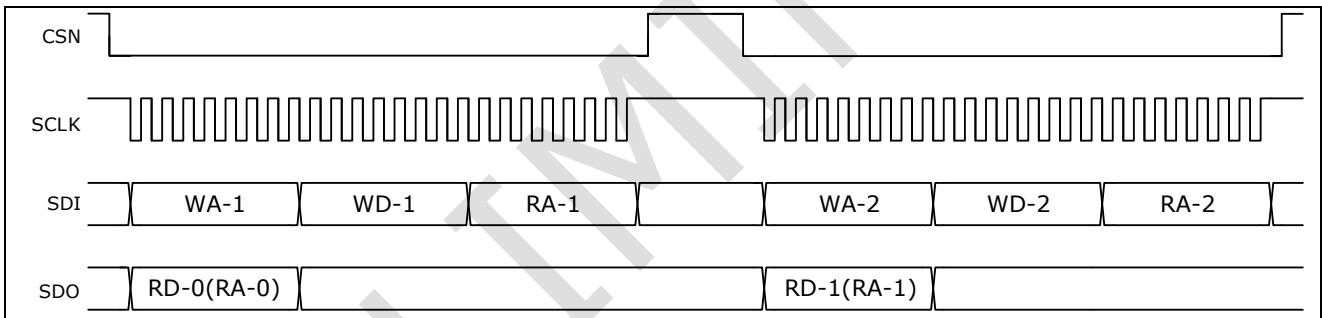 CSN
SCLK
SDI WA-1 WD-1 RA-1 WA-2 WD-2 RA-2
SDO RD-0(RA-0) RD-1(RA-1)